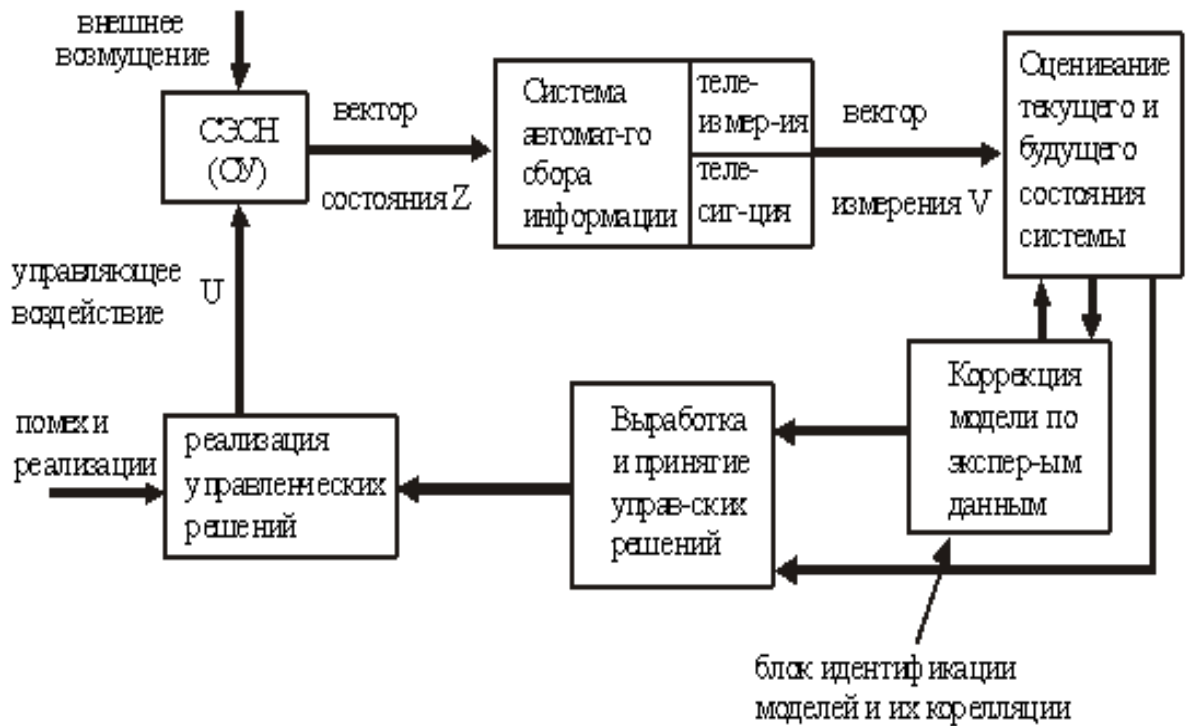 внешнее
возмущение
СЭСН
(ОУ)
вектор
состояния Z
Система
автомат-го
сбора
информации
теле-
измер-ия
теле-
сиг-ция
вектор
измерения V
Оценивание
текущего и
будущего
состояния
системы
управляющее
воздействие
U
помехи
реализации
реализация
управленческих
решений
Выработка
и принятие
управ-ских
решений
Коррекция
модели по
экспер-ым
данным
блок идентификации
моделей и их корелляции